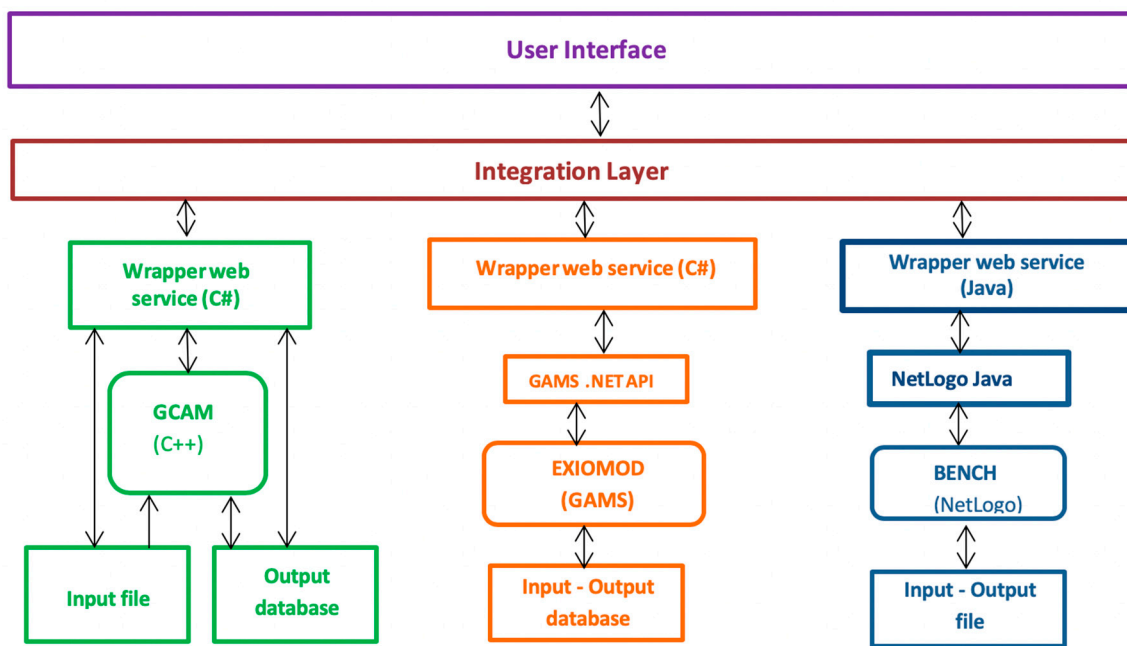 User Interface
Integration Layer
Wrapper web
service (C#)
Wrapper web service (C#)
Wrapper web service
(Java)
GAMS .NET API
NetLogo Java
GCAM
(C++)
EXIOMOD
(GAMS)
BENCH
(NetLogo)
Input file
Output
database
Input - Output
database
Input - Output
file